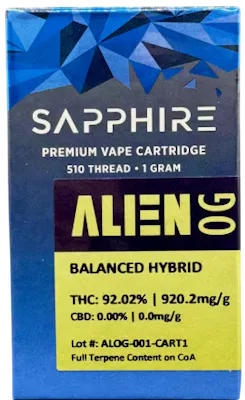 SAPPHIRE
PREMIUM VAPE CARTRIDGE
510 THREAD • 1 GRAM
ALIEN OG
BALANCED HYBRID
THC: 92.02% | 920.2mg/g
CBD: 0.00% | 0.0mg/g
Lot #: ALOG-001-CART1
Full Terpene Content on CoA